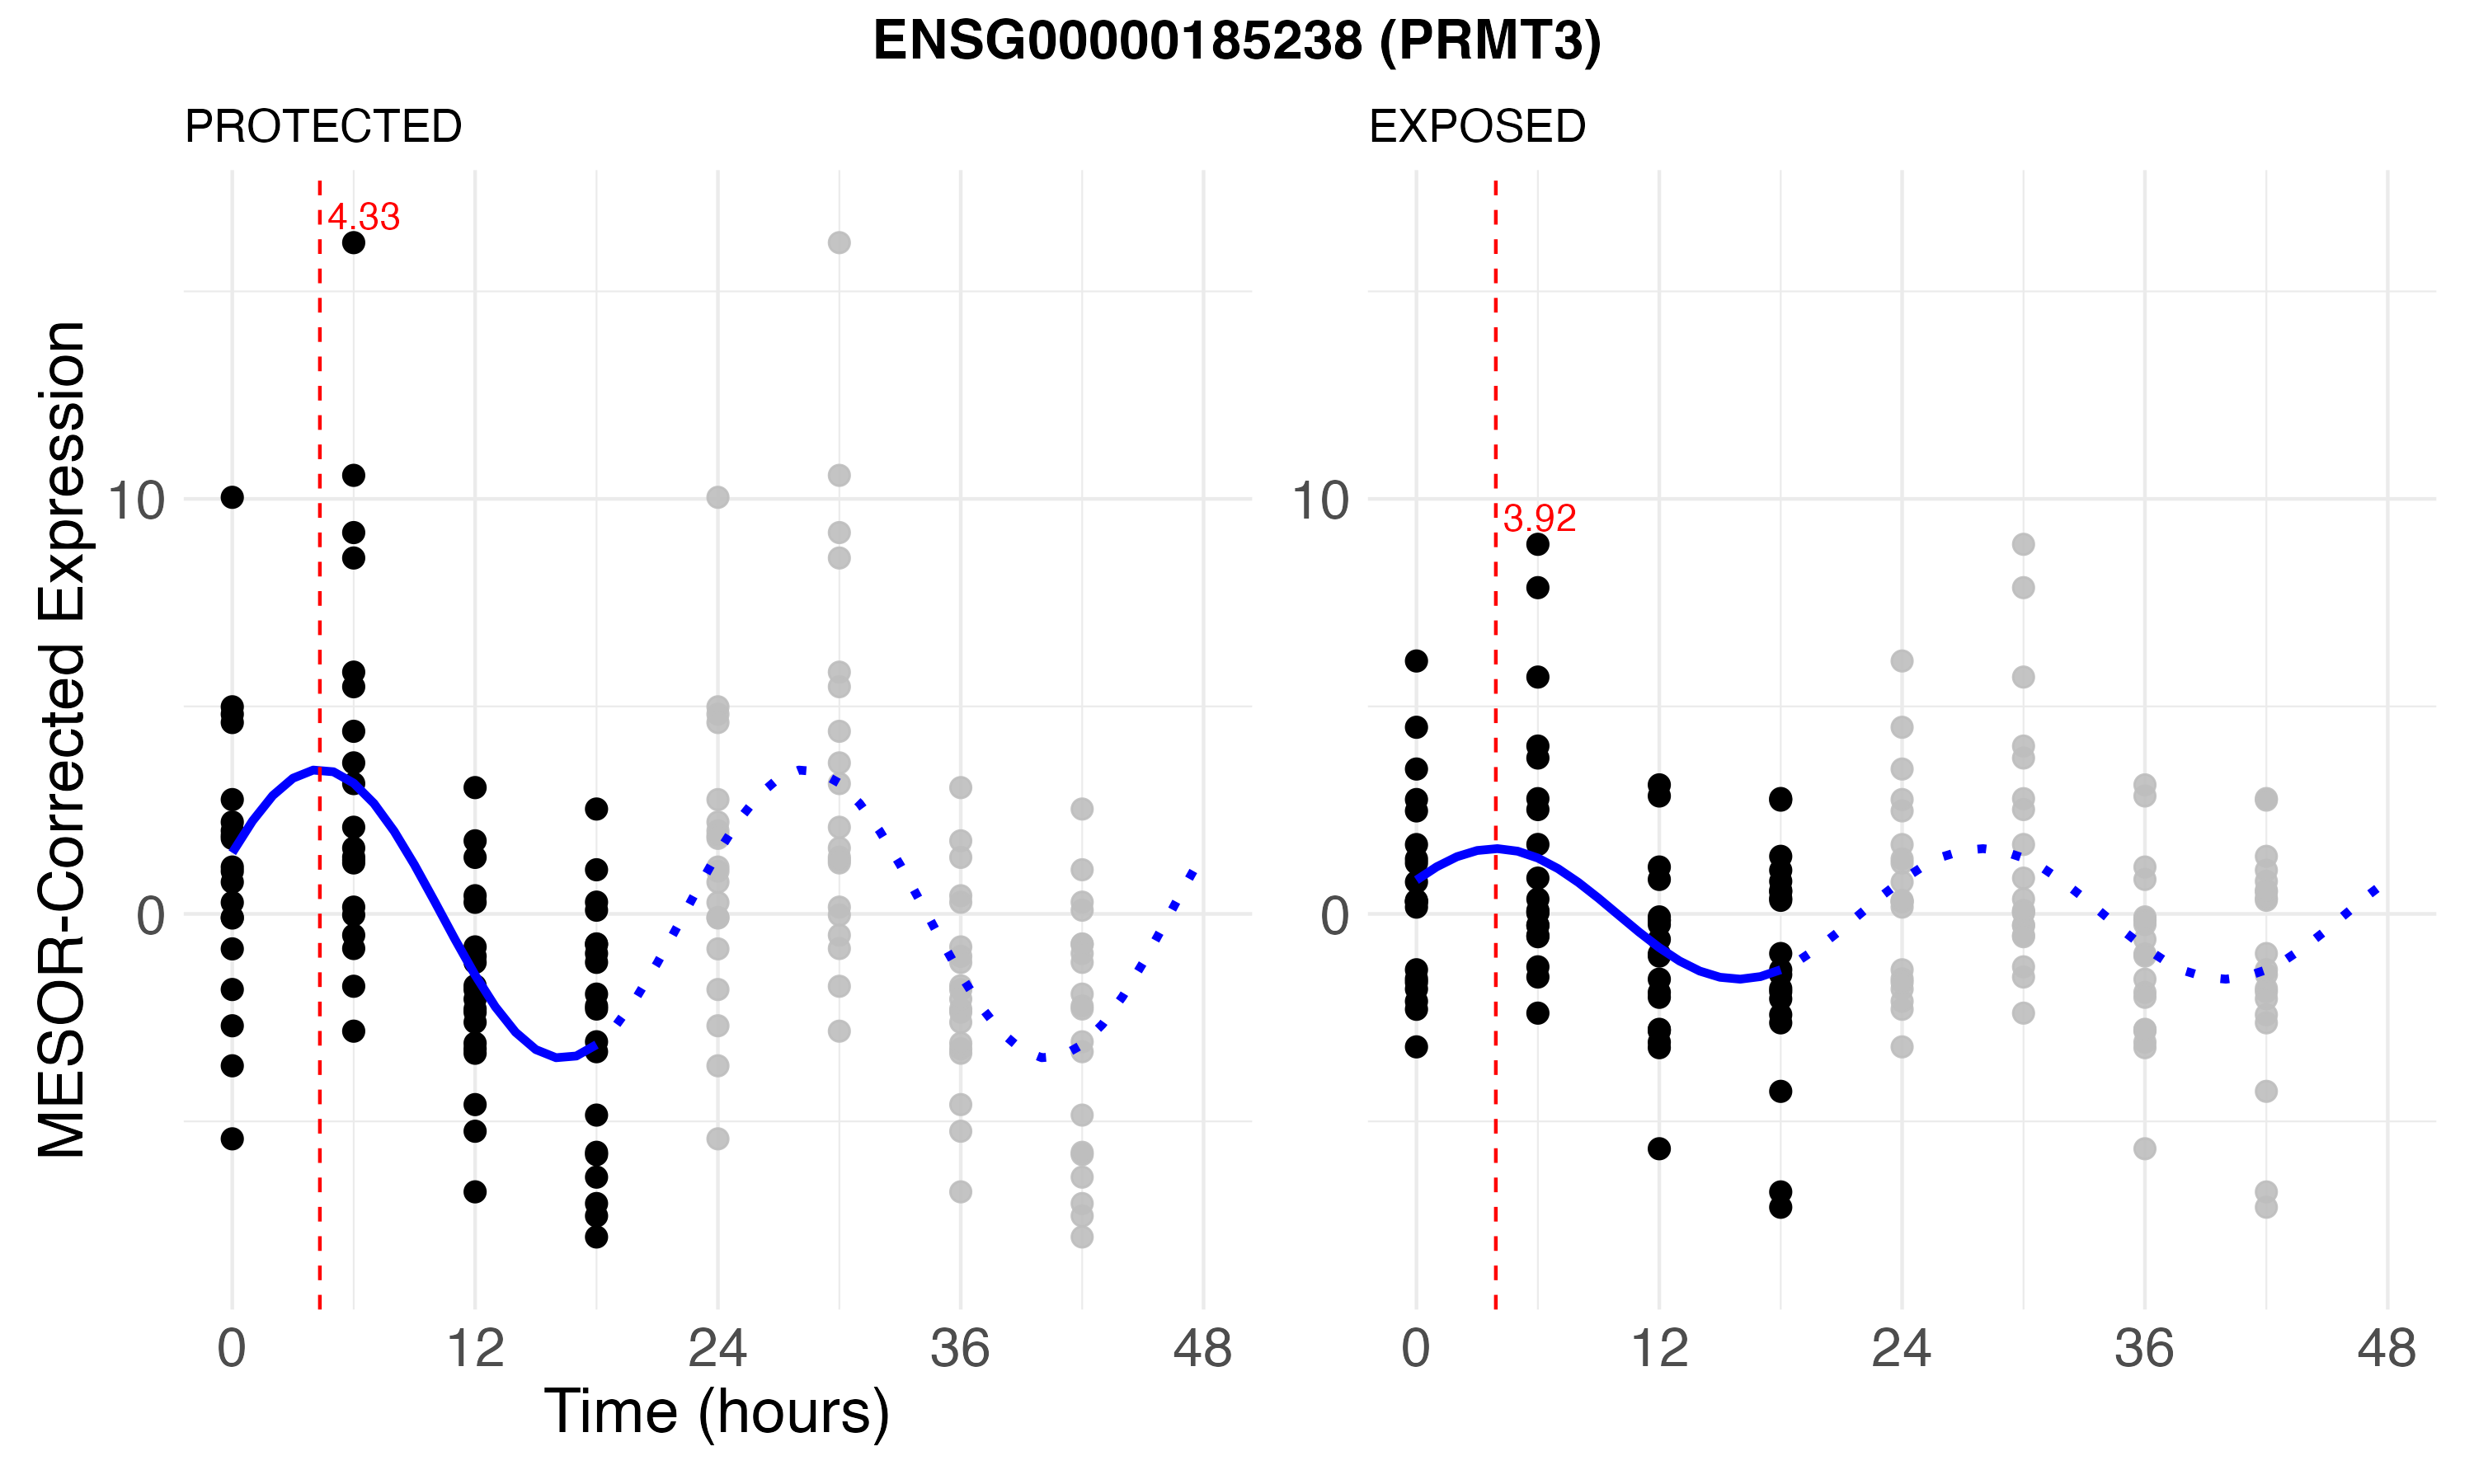 ENSG00000185238 (PRMT3)
PROTECTED
EXPOSED
4.33
3.92
10
0
10
0
MESOR-Corrected Expression
0 12 24 36 48
0 12 24 36 48
Time (hours)